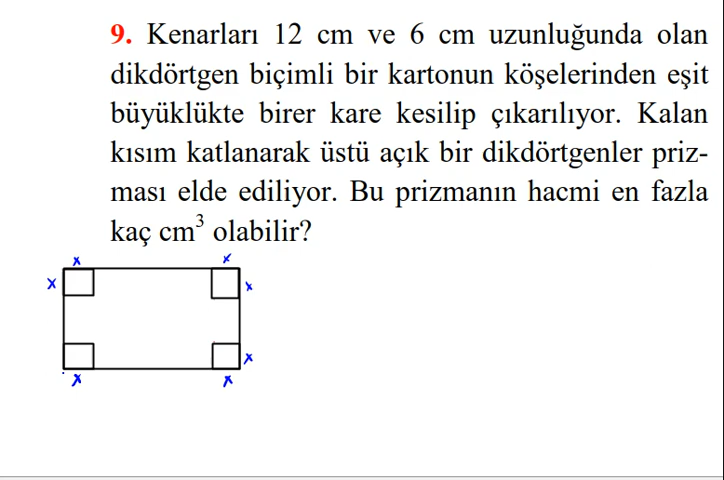 9. Kenarları 12 cm ve 6 cm uzunluğunda olan
dikdörtgen biçimli bir kartonun köşelerinden eşit
büyüklükte birer kare kesilip çıkarılıyor. Kalan
kısım katlanarak üstü açık bir dikdörtgenler priz-
ması elde ediliyor. Bu prizmanın hacmi en fazla
kaç cm³ olabilir?
x x
x x
x
x x